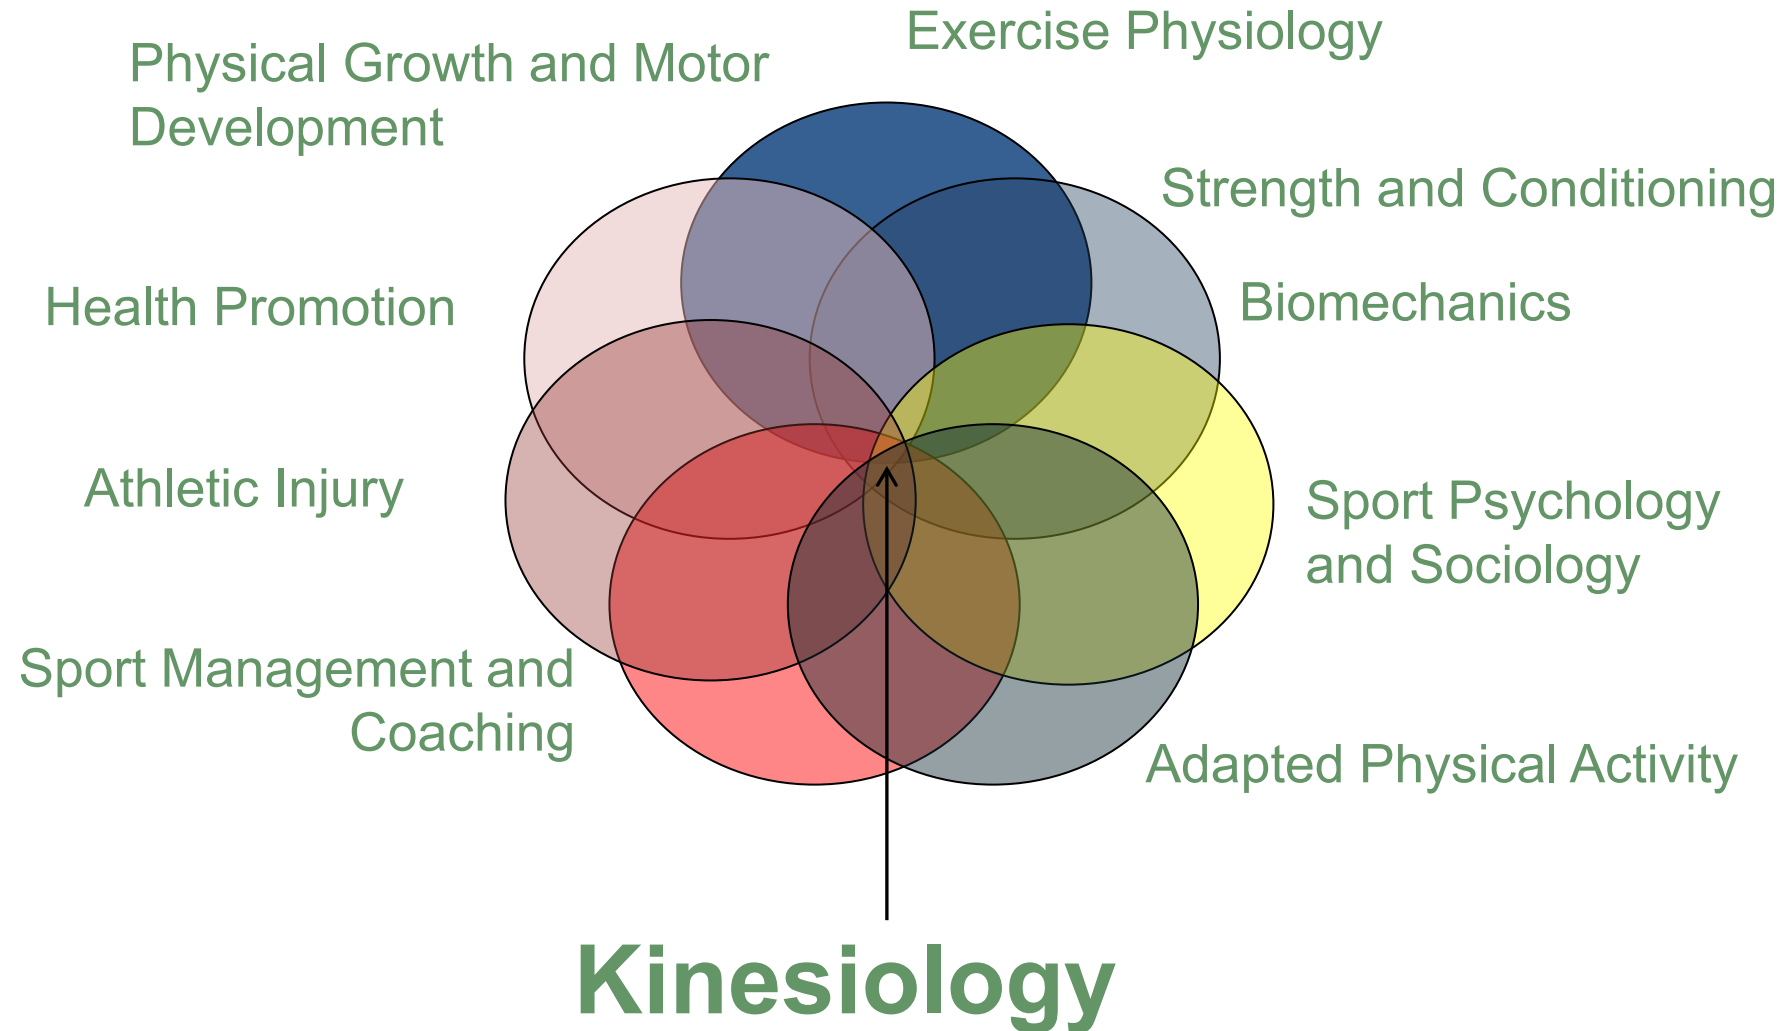 Exercise Physiology
Physical Growth and Motor
Development
Strength and Conditioning
Health Promotion
Biomechanics
Athletic Injury
Sport Psychology
and Sociology
Sport Management and
Coaching
Adapted Physical Activity
Kinesiology